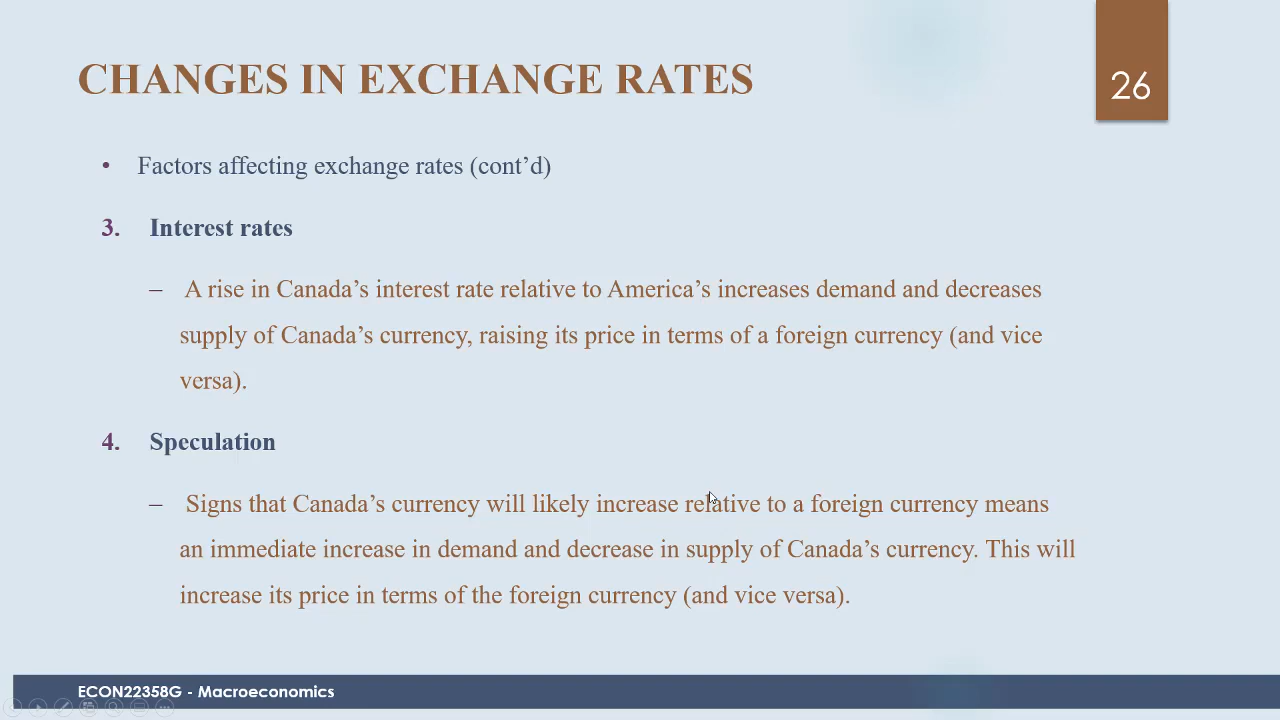 CHANGES IN EXCHANGE RATES
26
• Factors affecting exchange rates (cont’d)
3. Interest rates
– A rise in Canada’s interest rate relative to America’s increases demand and decreases
supply of Canada’s currency, raising its price in terms of a foreign currency (and vice
versa).
4. Speculation
– Signs that Canada’s currency will likely increase relative to a foreign currency means
an immediate increase in demand and decrease in supply of Canada’s currency. This will
increase its price in terms of the foreign currency (and vice versa).
ECON22358G - Macroeconomics